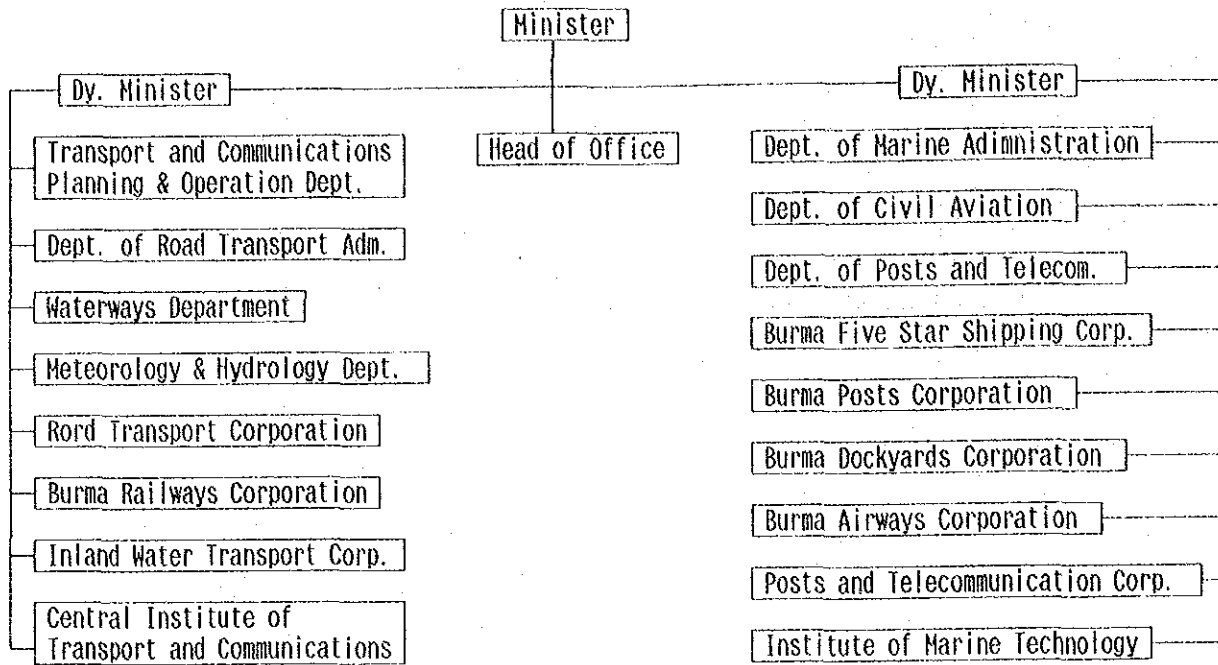 Minister
Dy. Minister
Dy. Minister
Head of Office
Transport and Communications
Planning & Operation Dept.
Dept. of Road Transport Adm.
Waterways Department
Meteorology & Hydrology Dept.
Rord Transport Corporation
Burma Railways Corporation
Inland Water Transport Corp.
Central Institute of
Transport and Communications
Dept. of Marine Adimnistration
Dept. of Civil Aviation
Dept. of Posts and Telecom.
Burma Five Star Shipping Corp.
Burma Posts Corporation
Burma Dockyards Corporation
Burma Airways Corporation
Posts and Telecommunication Corp.
Institute of Marine Technology